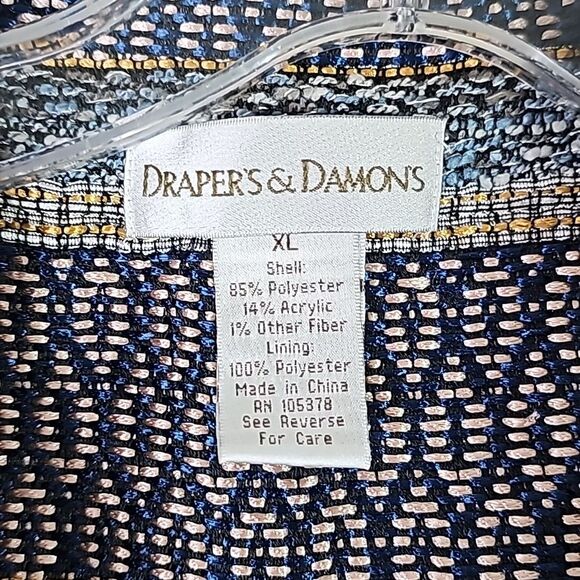 DRAPER'S & DAMON'S
XL
Shell:
85% Polyester
14% Acrylic
1% Other Fiber
Lining:
100% Polyester
Made in China
RN 105378
See Reverse
For Care